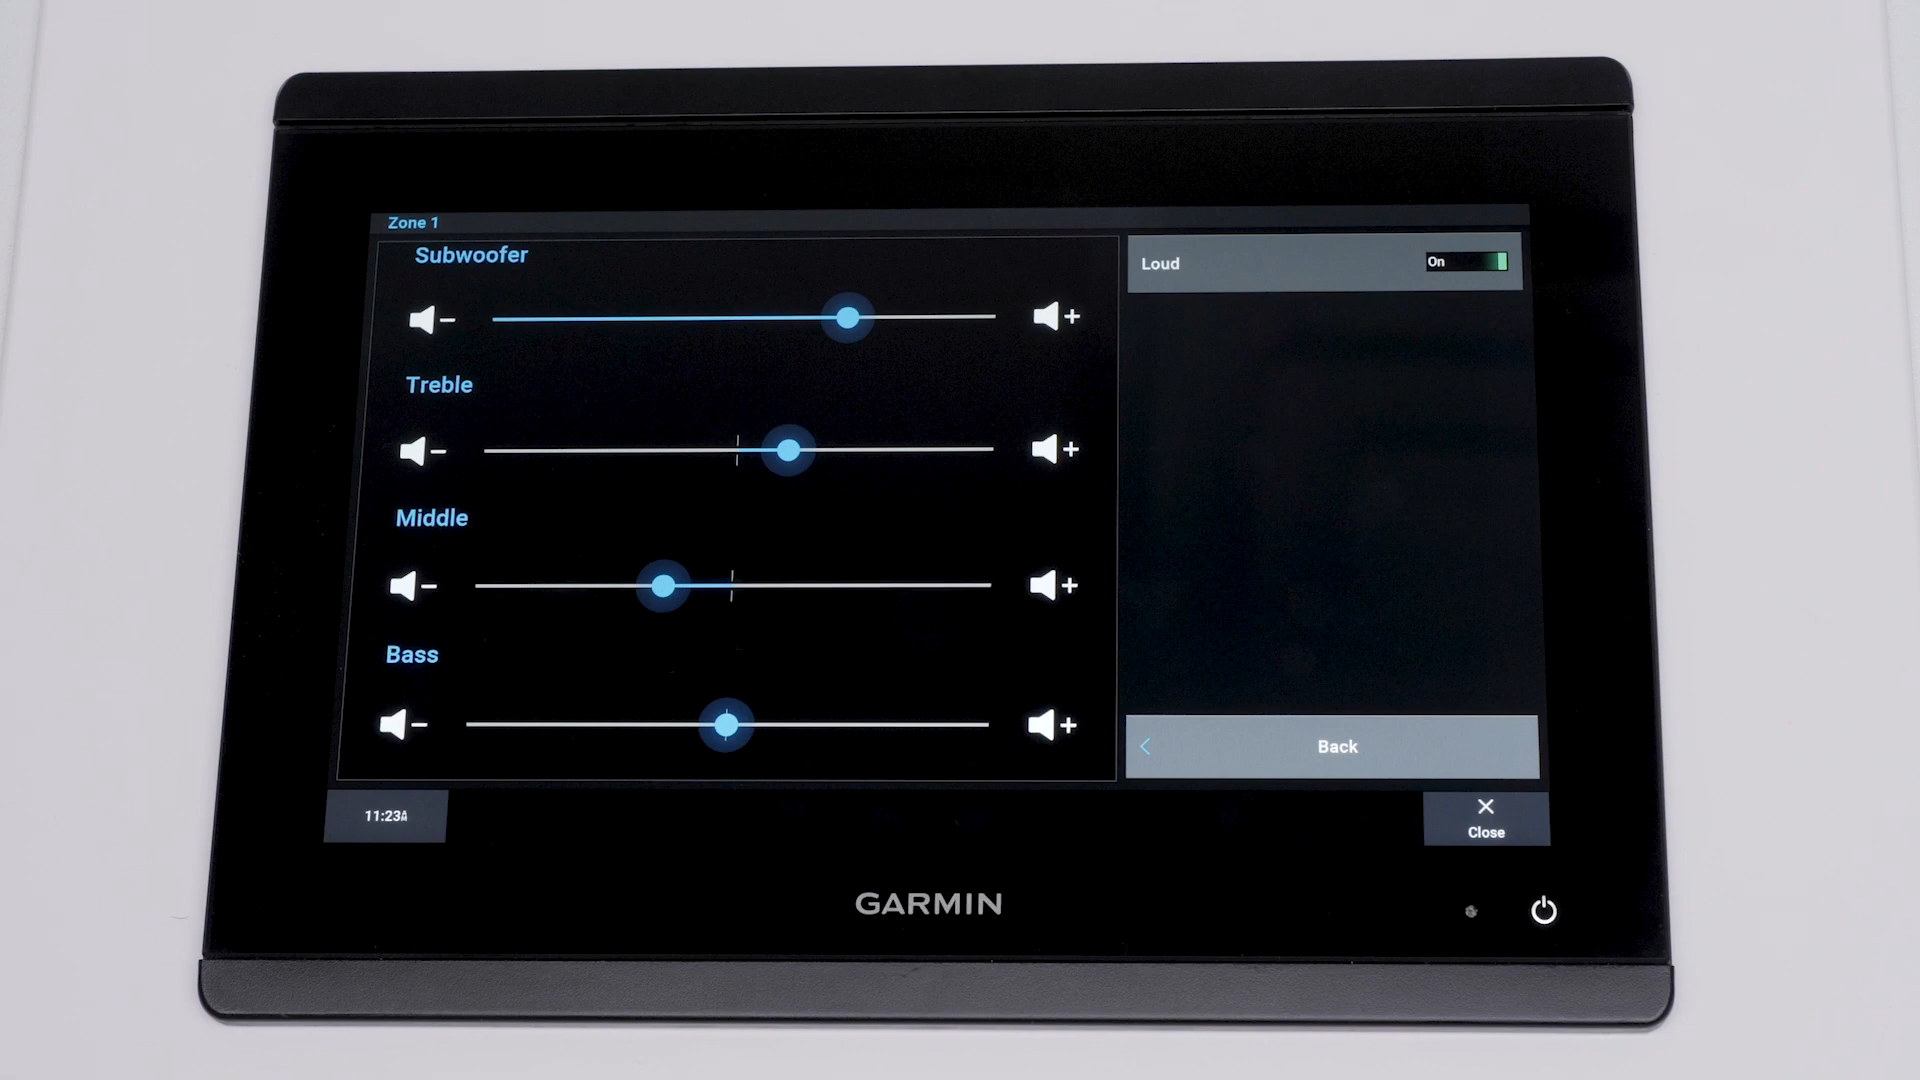 Zone 1
Subwoofer
Loud
On
Treble
Middle
Bass
Back
11:23A
Close
GARMIN